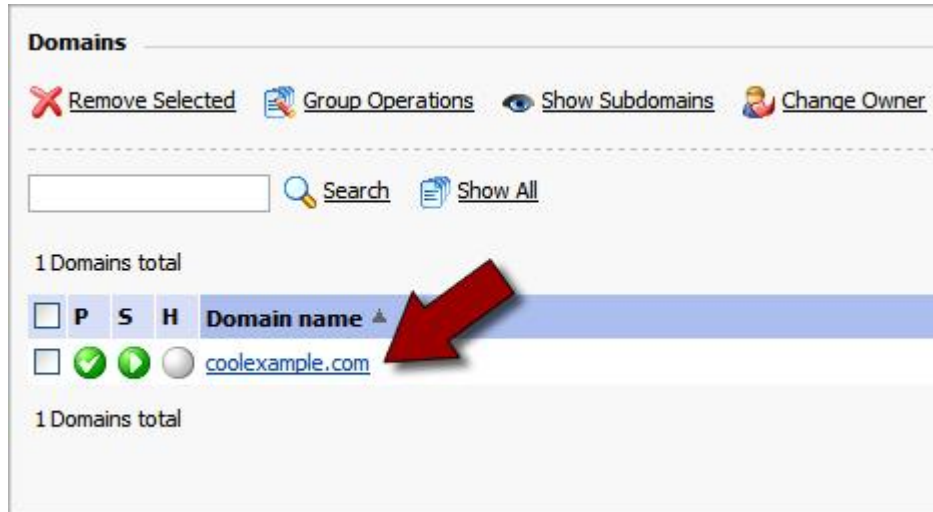 Domains
Remove Selected Group Operations Show Subdomains Change Owner
Search Show All
1 Domains total
P S H Domain name
coolexample.com
1 Domains total